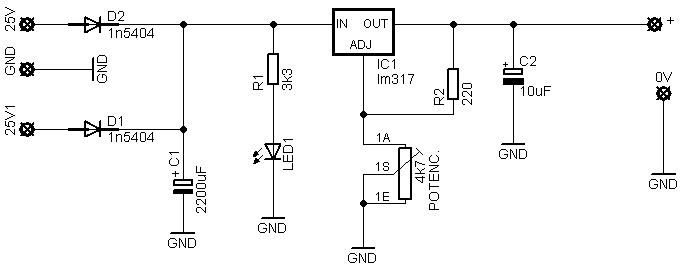 25V
D2
1n5404
GND
GND
25V1
D1
1n5404
C1
+
2200uF
GND
R1
3k3
LED1
GND
IN
OUT
ADJ
IC1
lm317
R2
220
1A
1S
1E
4k7
POTENC.
GND
+
C2
10uF
GND
+
0V
GND